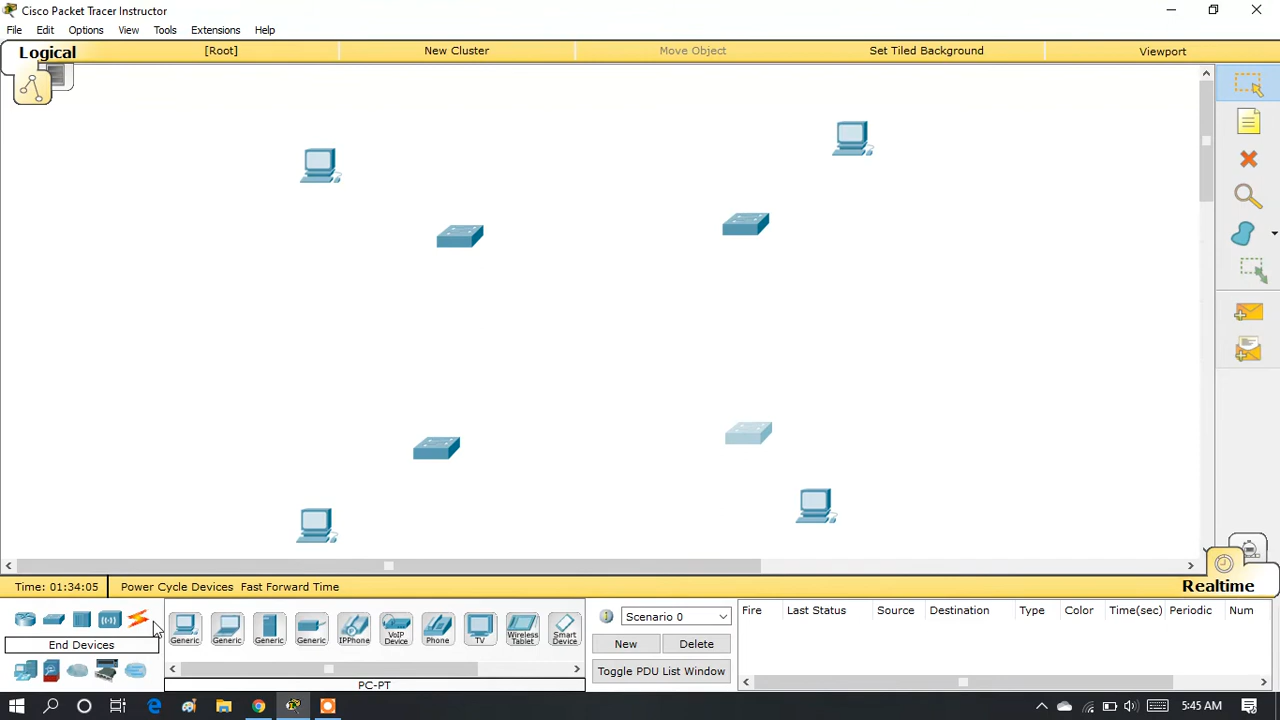 Cisco Packet Tracer Instructor
File Edit Options View Tools Extensions Help
Logical [Root] New Cluster Move Object Set Tiled Background Viewport
Time: 01:34:05 Power Cycle Devices Fast Forward Time Realtime
End Devices
Generic Generic Generic Generic IPPhone VoIP Device Phone TV Wireless Tablet Smart Device
PC-PT
Scenario 0
New Delete
Toggle PDU List Window
Fire Last Status Source Destination Type Color Time(sec) Periodic Num
5:45 AM